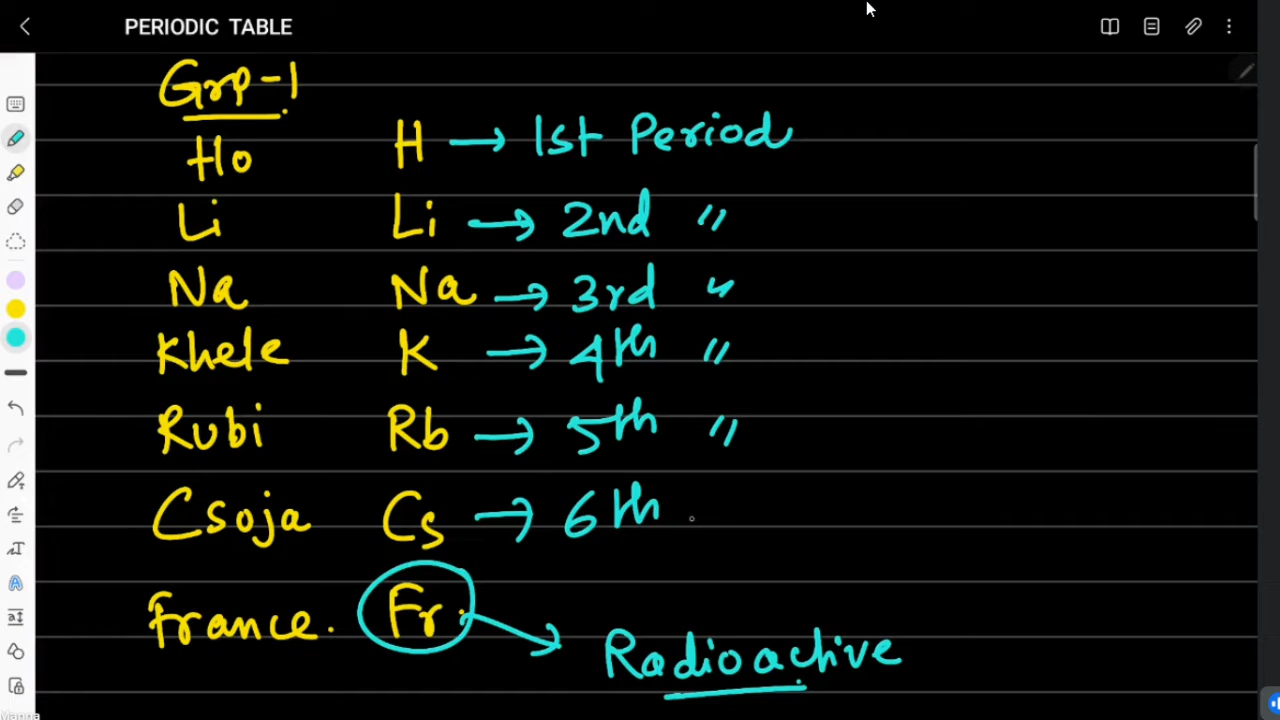 PERIODIC TABLE
Grp-1
Ho H → 1st Period
Li Li → 2nd "
Na Na → 3rd "
Khele K → 4th "
Rubi Rb → 5th "
Csoja Cs → 6th
France. Fr → Radioactive